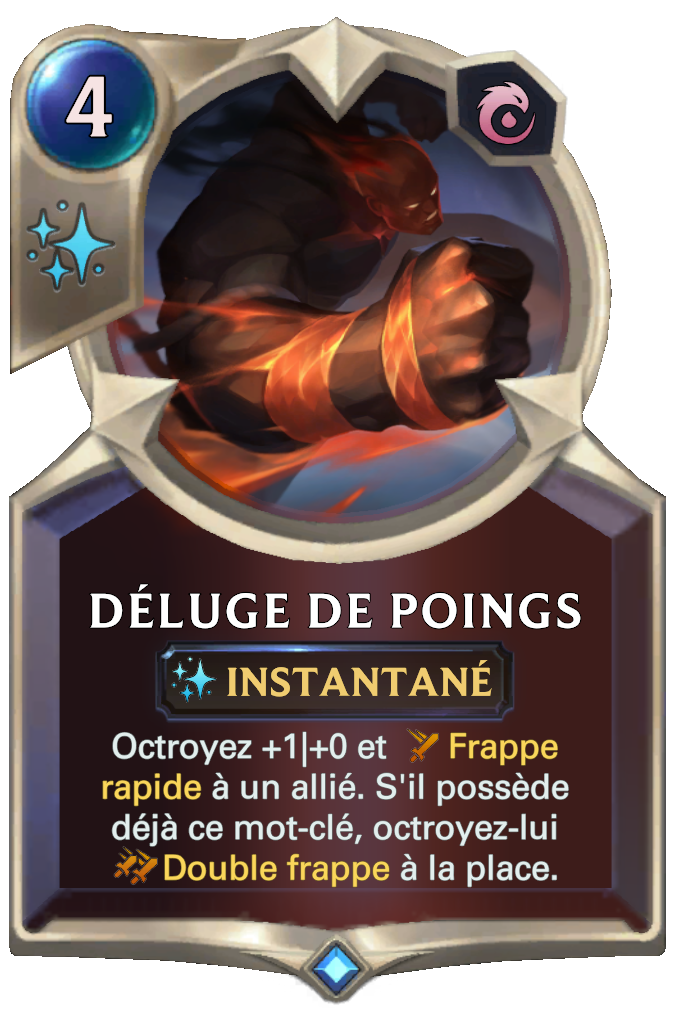 4
DÉLUGE DE POINGS
INSTANTANÉ
Octroyez +1|+0 et Frappe
rapide à un allié. S'il possède
déjà ce mot-clé, octroyez-lui
Double frappe à la place.